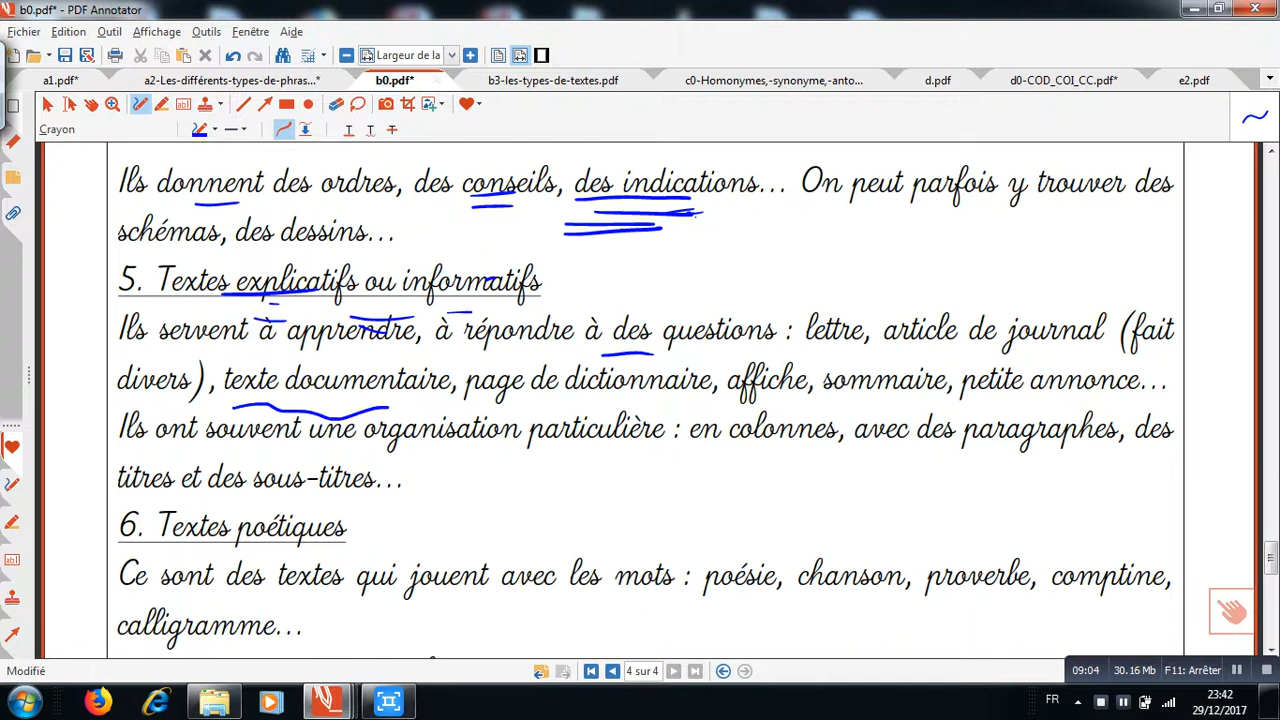 b0.pdf* - PDF Annotator
Fichier Edition Outil Affichage Outils Fenêtre Aide
Largeur de la
a1.pdf* a2-Les-différents-types-de-phras...* b0.pdf* b3-les-types-de-textes.pdf c0-Homonymes,-synonyme,-anto... d.pdf d0-COD_COI_CC.pdf* e2.pdf
Crayon
Ils donnent des ordres, des conseils, des indications... On peut parfois y trouver des
schémas, des dessins...
5. Textes explicatifs ou informatifs
Ils servent à apprendre, à répondre à des questions : lettre, article de journal (fait
divers), texte documentaire, page de dictionnaire, affiche, sommaire, petite annonce...
Ils ont souvent une organisation particulière : en colonnes, avec des paragraphes, des
titres et des sous-titres...
6. Textes poétiques
Ce sont des textes qui jouent avec les mots : poésie, chanson, proverbe, comptine,
calligramme...
Modifié 4 sur 4 09:04 30.16 Mb F11: Arrêter
FR 23:42
29/12/2017